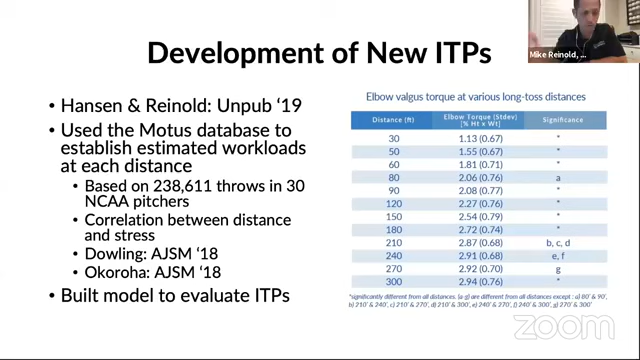 Development of New ITPs
Mike Reinold, ...
• Hansen & Reinold: Unpub ‘19
• Used the Motus database to
establish estimated workloads
at each distance
• Based on 238,611 throws in 30
NCAA pitchers
• Correlation between distance
and stress
• Dowling: AJSM ‘18
• Okoroha: AJSM ‘18
• Built model to evaluate ITPs
Elbow valgus torque at various long-toss distances
Distance (ft) Elbow Torque (Stdev) [% Ht x Wt] Significance
30 1.13 (0.67) *
50 1.55 (0.67) *
60 1.81 (0.71) *
80 2.06 (0.76) a
90 2.08 (0.77) *
120 2.27 (0.76) *
150 2.54 (0.79) *
180 2.72 (0.74) *
210 2.87 (0.68) b, c, d
240 2.91 (0.68) e, f
270 2.92 (0.70) g
300 2.94 (0.76) *
*significantly different from all distances. (a-g) are different from all distances except : a) 80' & 90',
b) 210' & 240', c) 210' & 270', d) 210' & 300', e) 240' & 270', f) 240' & 300', g) 270' & 300'
zoom